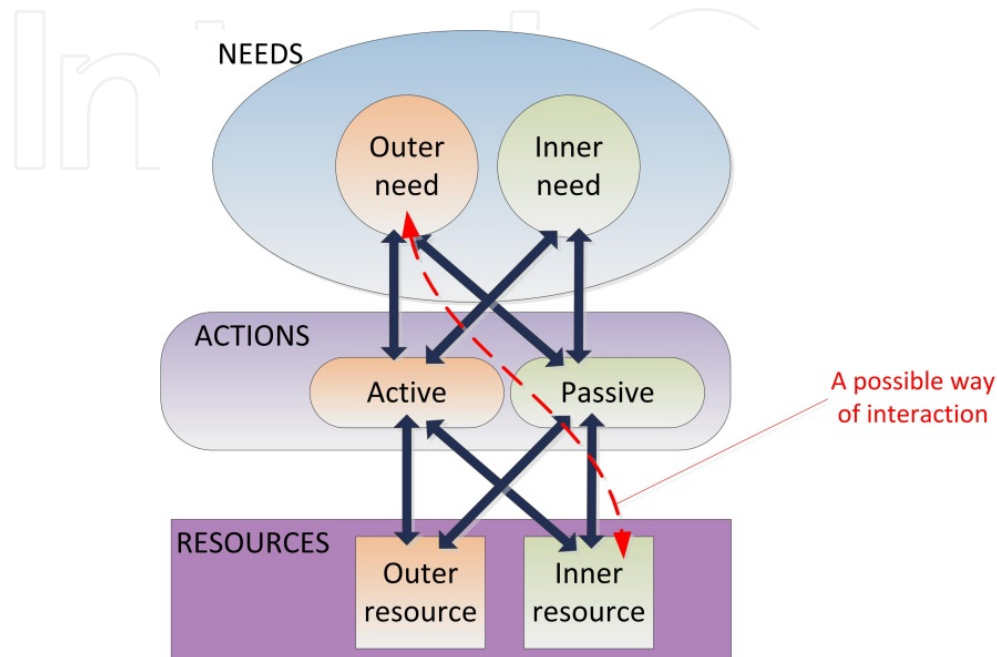 NEEDS
Outer
need
Inner
need
ACTIONS
Active
Passive
A possible way
of interaction
RESOURCES
Outer
resource
Inner
resource